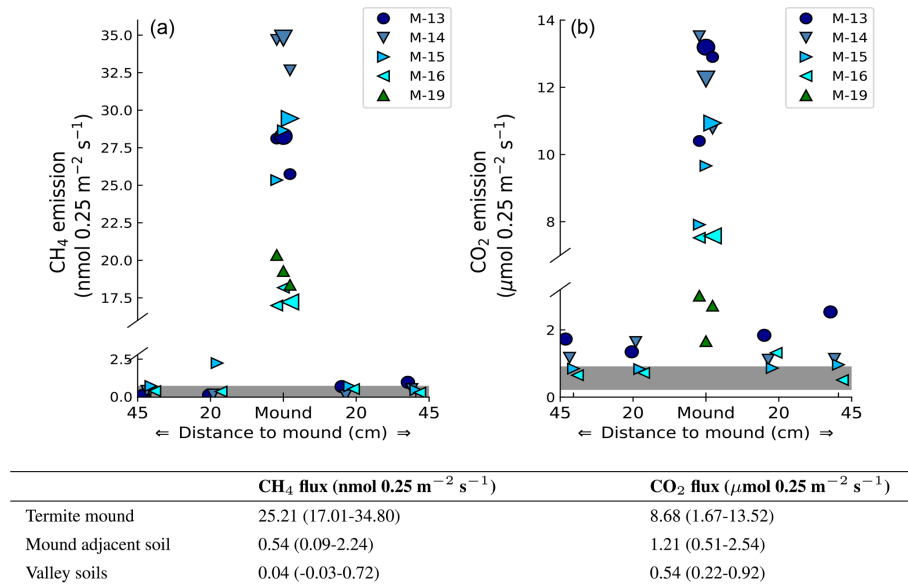 (a)
M-13
M-14
M-15
M-16
M-19
CH4 emission
(nmol 0.25 m−2 s−1)
35.0
32.5
30.0
27.5
25.0
22.5
20.0
17.5
2.5
0.0
45 20 Mound 20 45
⇐ Distance to mound (cm) ⇒
(b)
M-13
M-14
M-15
M-16
M-19
CO2 emission
(μmol 0.25 m−2 s−1)
14
12
10
8
2
0
45 20 Mound 20 45
⇐ Distance to mound (cm) ⇒
CH4 flux (nmol 0.25 m−2 s−1) CO2 flux (μmol 0.25 m−2 s−1)
Termite mound 25.21 (17.01-34.80) 8.68 (1.67-13.52)
Mound adjacent soil 0.54 (0.09-2.24) 1.21 (0.51-2.54)
Valley soils 0.04 (-0.03-0.72) 0.54 (0.22-0.92)